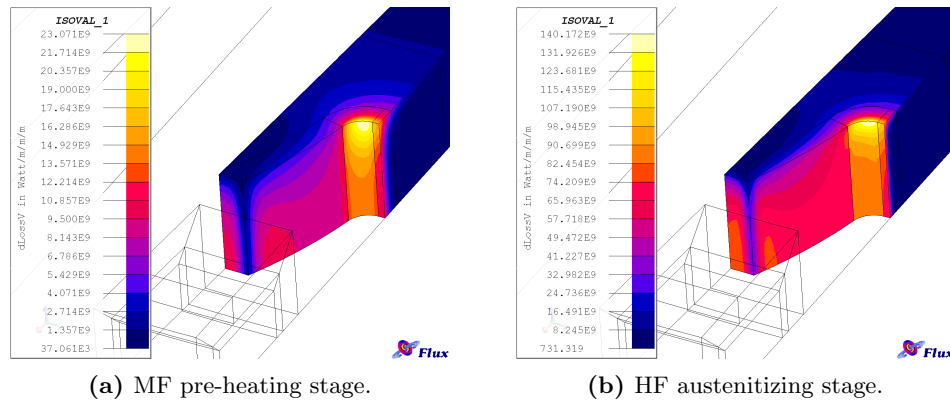 ISOVAL_1
23.071E9
21.714E9
20.357E9
19.000E9
17.643E9
16.286E9
14.929E9
13.571E9
12.214E9
10.857E9
9.500E9
8.143E9
6.786E9
5.429E9
4.071E9
2.714E9
1.357E9
37.061E3
dLossV in Watt/m/m/m
Flux
(a) MF pre-heating stage.
ISOVAL_1
140.172E9
131.926E9
123.681E9
115.435E9
107.190E9
98.945E9
90.699E9
82.454E9
74.209E9
65.963E9
57.718E9
49.472E9
41.227E9
32.982E9
24.736E9
16.491E9
8.245E9
731.319
dLossV in Watt/m/m/m
Flux
(b) HF austenitizing stage.